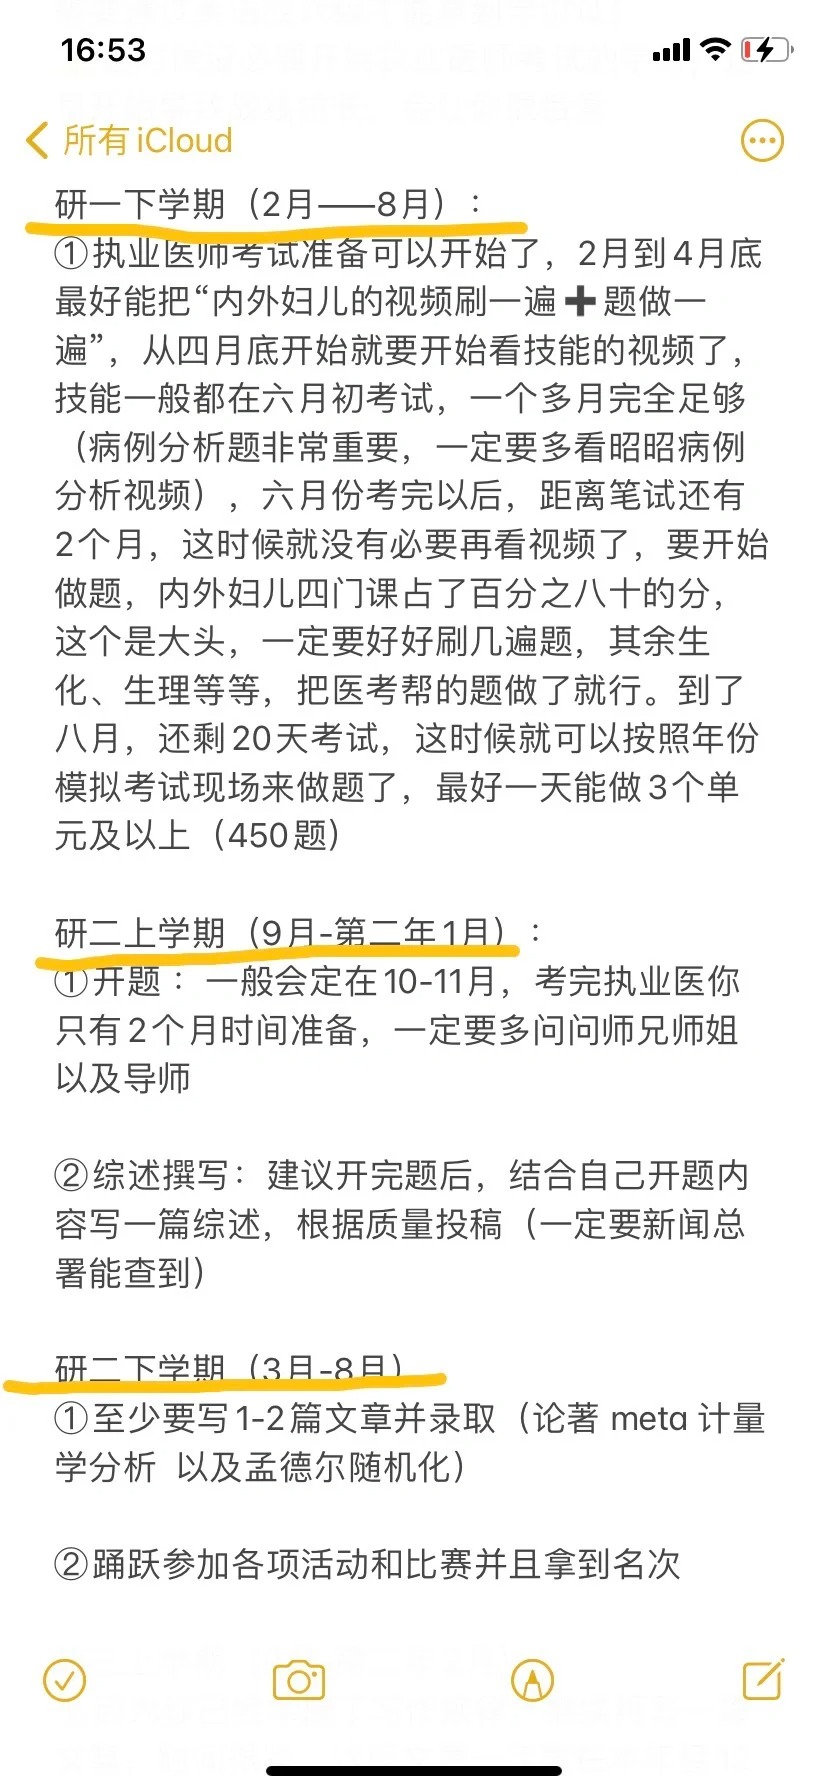 16:53
所有 iCloud
研一下学期（2月——8月）：
①执业医师考试准备可以开始了，2月到4月底
最好能把“内外妇儿的视频刷一遍➕题做一
遍”，从四月底开始就要开始看技能的视频了，
技能一般都在六月初考试，一个多月完全足够
（病例分析题非常重要，一定要多看昭昭病例
分析视频），六月份考完以后，距离笔试还有
2个月，这时候就没有必要再看视频了，要开始
做题，内外妇儿四门课占了百分之八十的分，
这个是大头，一定要好好刷几遍题，其余生
化、生理等等，把医考帮的题做了就行。到了
八月，还剩20天考试，这时候就可以按照年份
模拟考试现场来做题了，最好一天能做3个单
元及以上（450题）
研二上学期（9月-第二年1月）：
①开题：一般会定在10-11月，考完执业医你
只有2个月时间准备，一定要多问问师兄师姐
以及导师
②综述撰写：建议开完题后，结合自己开题内
容写一篇综述，根据质量投稿（一定要新闻总
署能查到）
研二下学期（3月-8月）
①至少要写1-2篇文章并录取（论著 meta 计量
学分析 以及孟德尔随机化）
②踊跃参加各项活动和比赛并且拿到名次